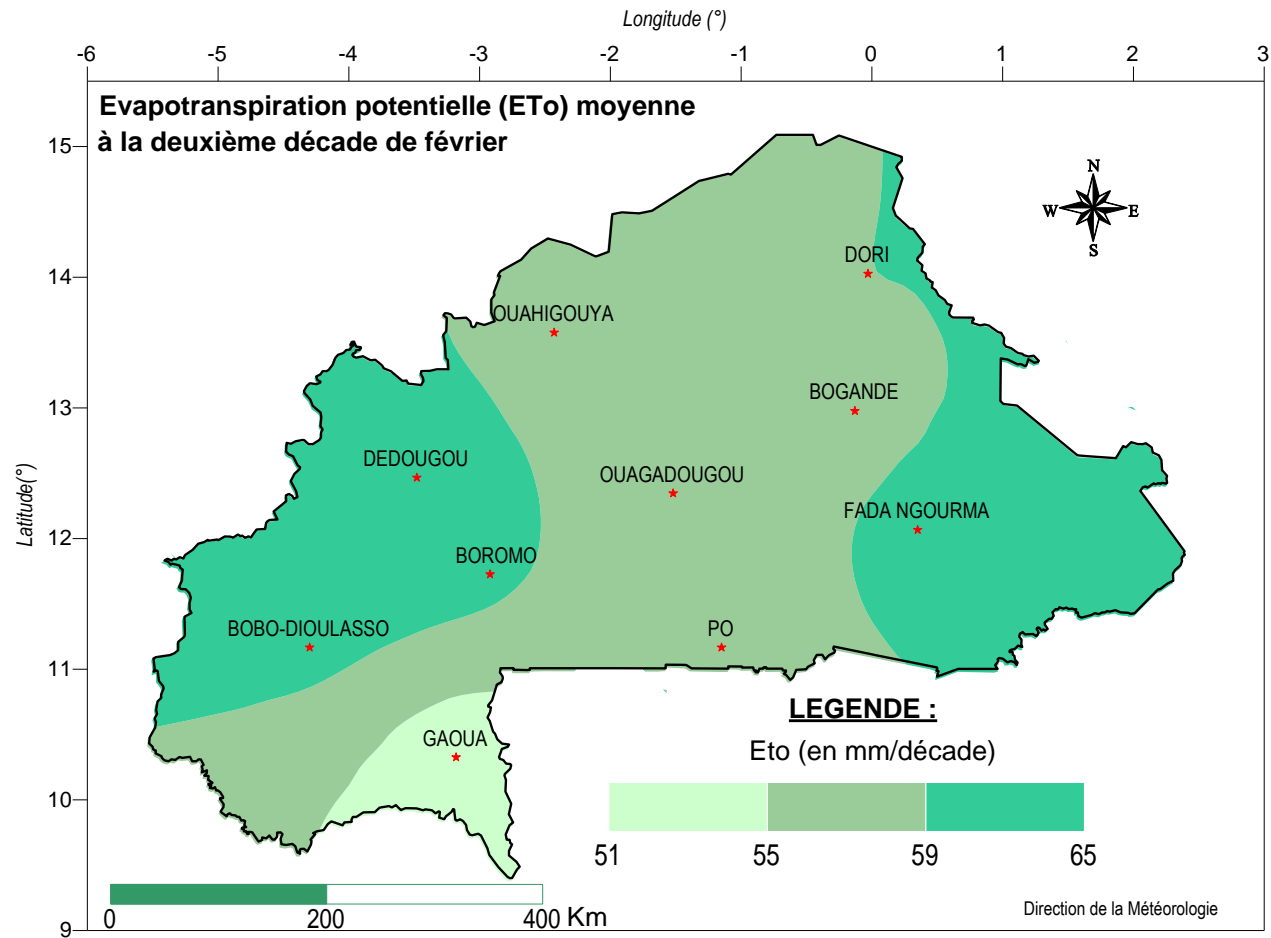 Longitude (°)
-6 -5 -4 -3 -2 -1 0 1 2 3
Evapotranspiration potentielle (ETo) moyenne
à la deuxième décade de février
15
14
13
12
11
10
9
Latitude(°)
N
W E
S
DORI
OUAHIGOUYA
BOGANDE
DEDOUGOU
OUAGADOUGOU
FADA NGOURMA
BOROMO
BOBO-DIOULASSO
PO
GAOUA
LEGENDE :
Eto (en mm/décade)
51 55 59 65
0 200 400 Km
Direction de la Météorologie